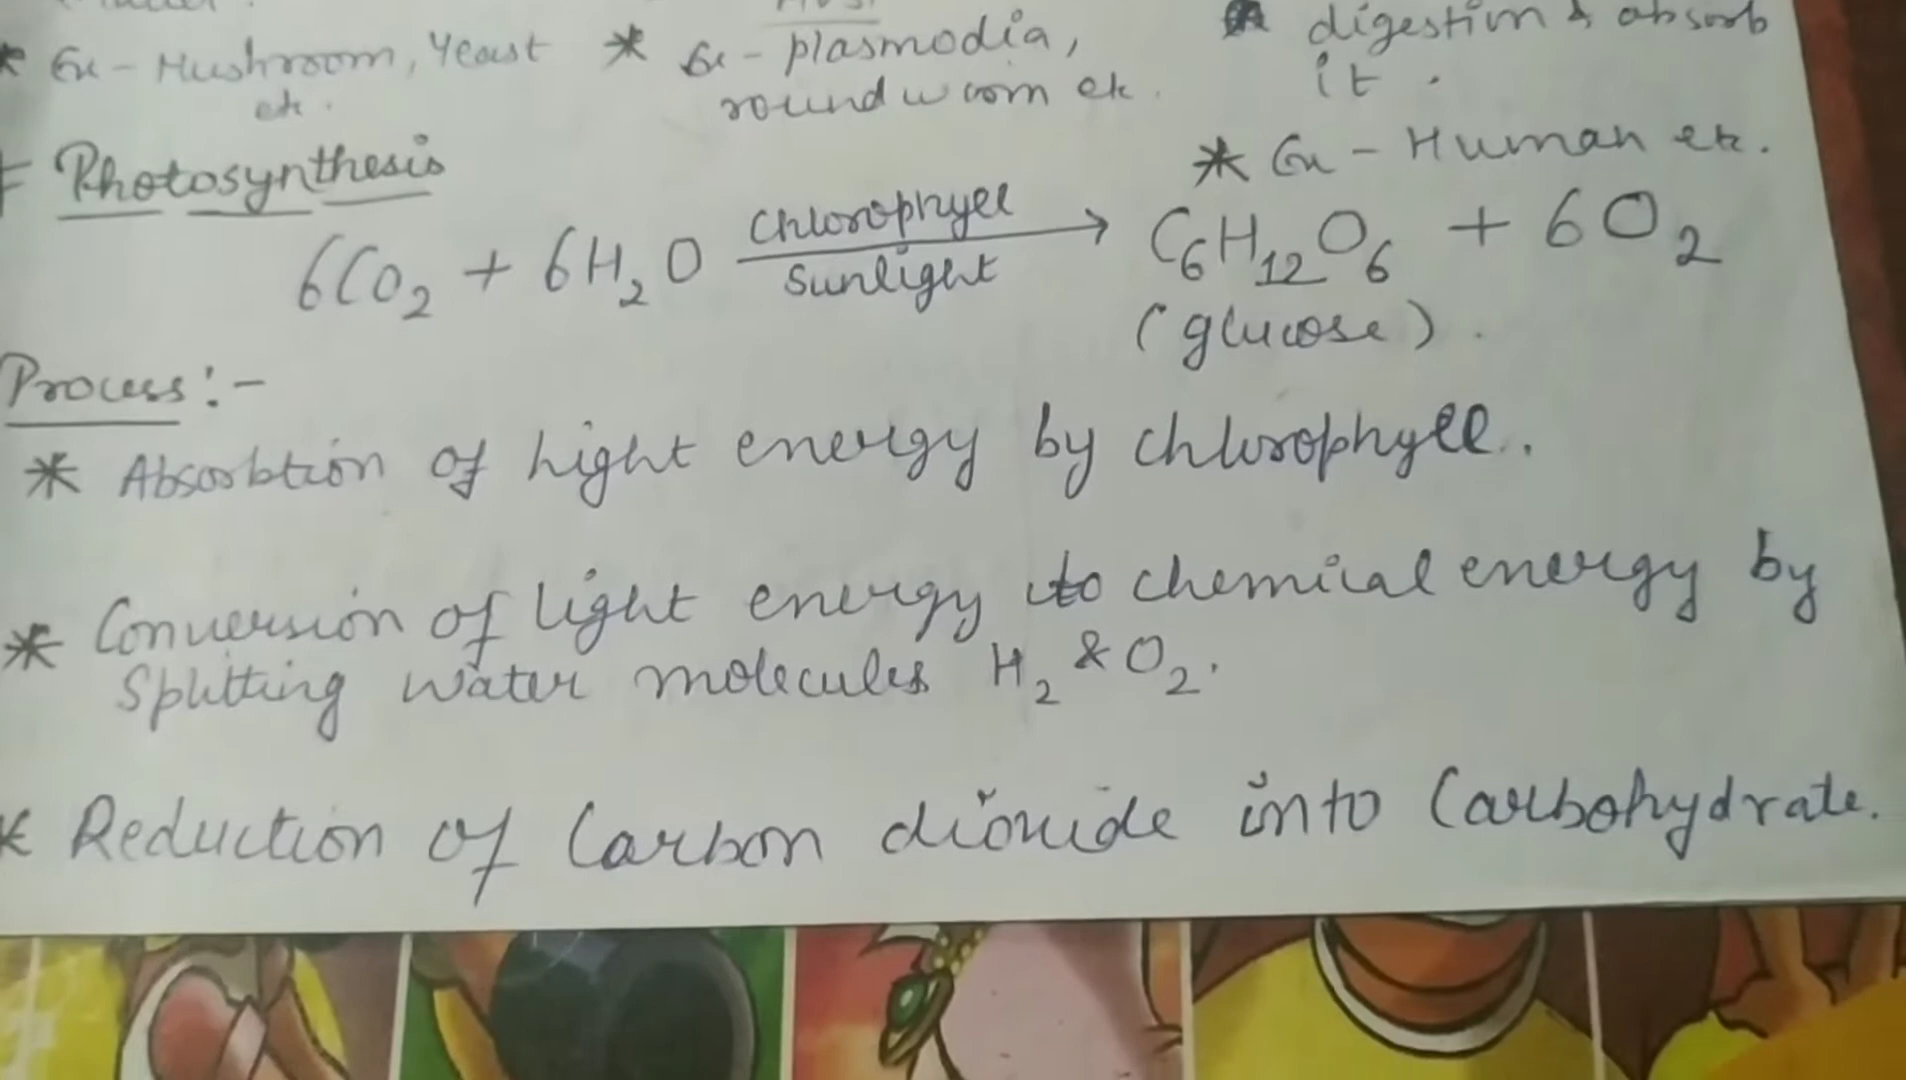 * Ex - Mushroom, Yeast
etc.
* Ex - plasmodia,
roundworm etc.
digestion & absorb
it.
* Ex - Human etc.
Photosynthesis
6CO₂ + 6H₂O Chlorophyll Sunlight → C₆H₁₂O₆ + 6O₂
(glucose).
Process:-
* Absorbtion of light energy by chlorophyll.
* Conversion of light energy to chemical energy by
Splitting water molecules H₂ & O₂.
* Reduction of Carbon dioxide into Carbohydrate.